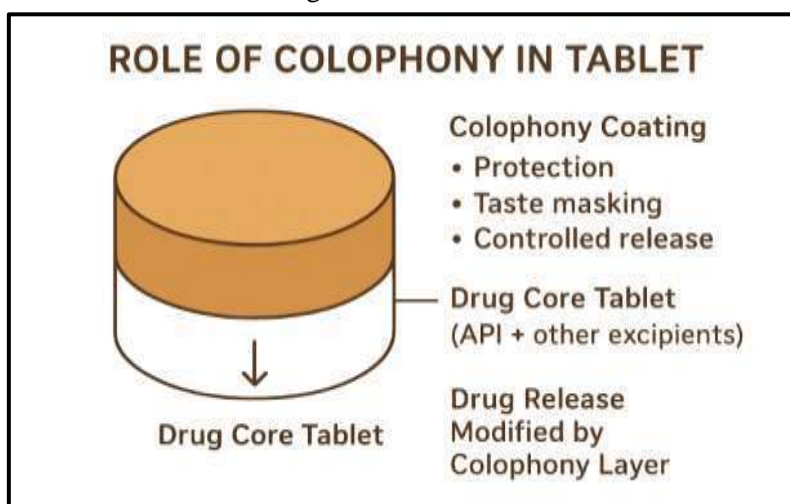 ROLE OF COLOPHONY IN TABLET
Colophony Coating
• Protection
• Taste masking
• Controlled release
Drug Core Tablet
(API + other excipients)
Drug Core Tablet
Drug Release
Modified by
Colophony Layer